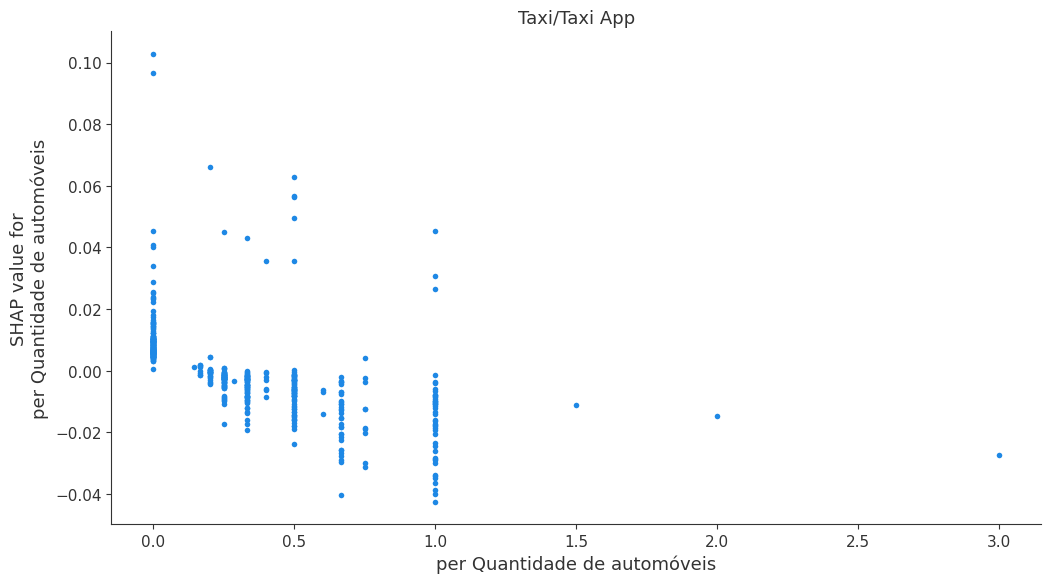 Taxi/Taxi App
SHAP value for
per Quantidade de automóveis
0.10
0.08
0.06
0.04
0.02
0.00
−0.02
−0.04
0.0 0.5 1.0 1.5 2.0 2.5 3.0
per Quantidade de automóveis